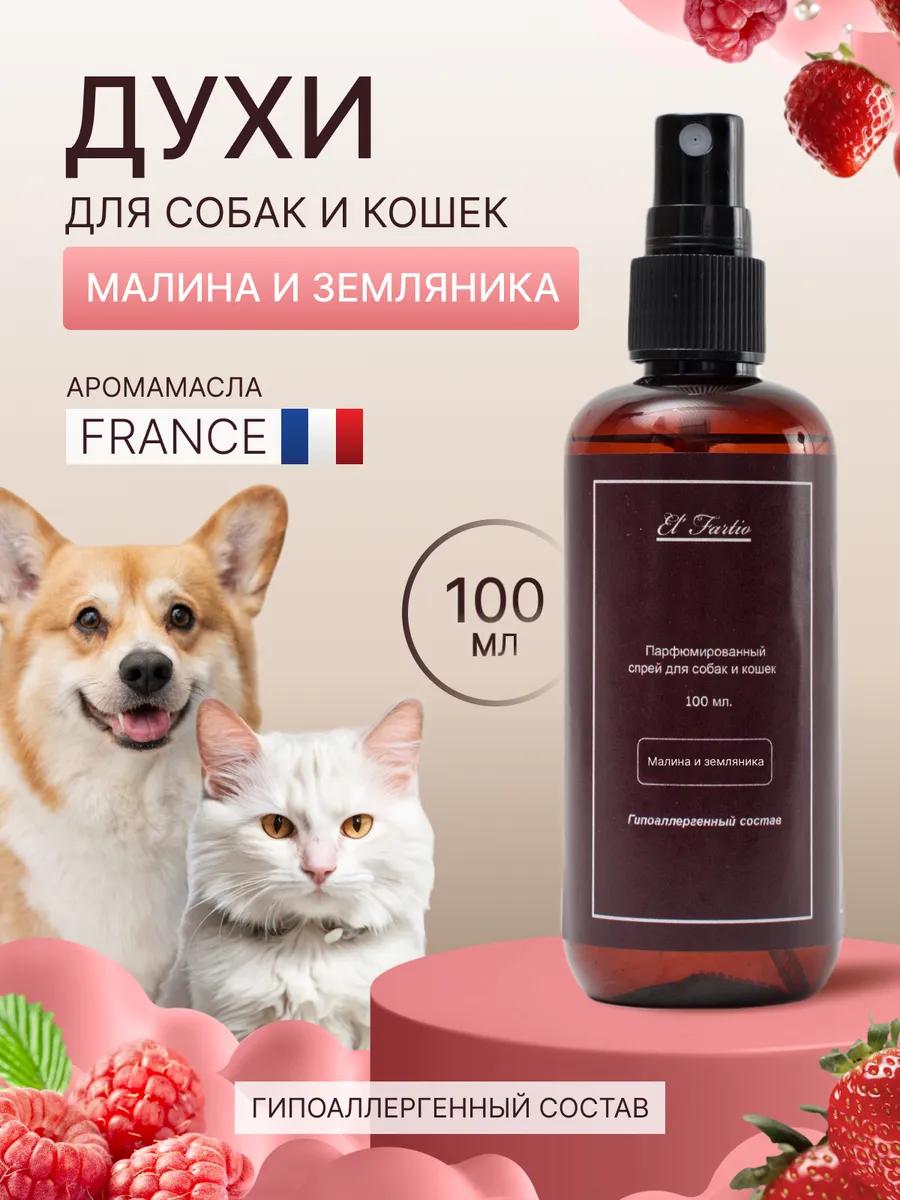 ДУХИ
ДЛЯ СОБАК И КОШЕК
МАЛИНА И ЗЕМЛЯНИКА
АРОМАМАСЛА
FRANCE
100
МЛ
El' Fartio
Парфюмированный
спрей для собак и кошек
100 мл.
Малина и земляника
Гипоаллергенный состав
ГИПОАЛЛЕРГЕННЫЙ СОСТАВ